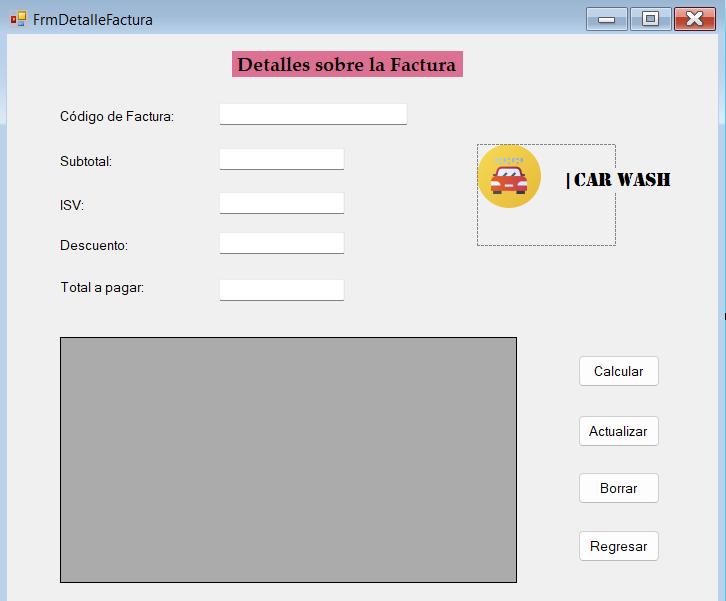 FrmDetalleFactura
Detalles sobre la Factura
Código de Factura:
Subtotal:
|CAR WASH
ISV:
Descuento:
Total a pagar:
Calcular
Actualizar
Borrar
Regresar